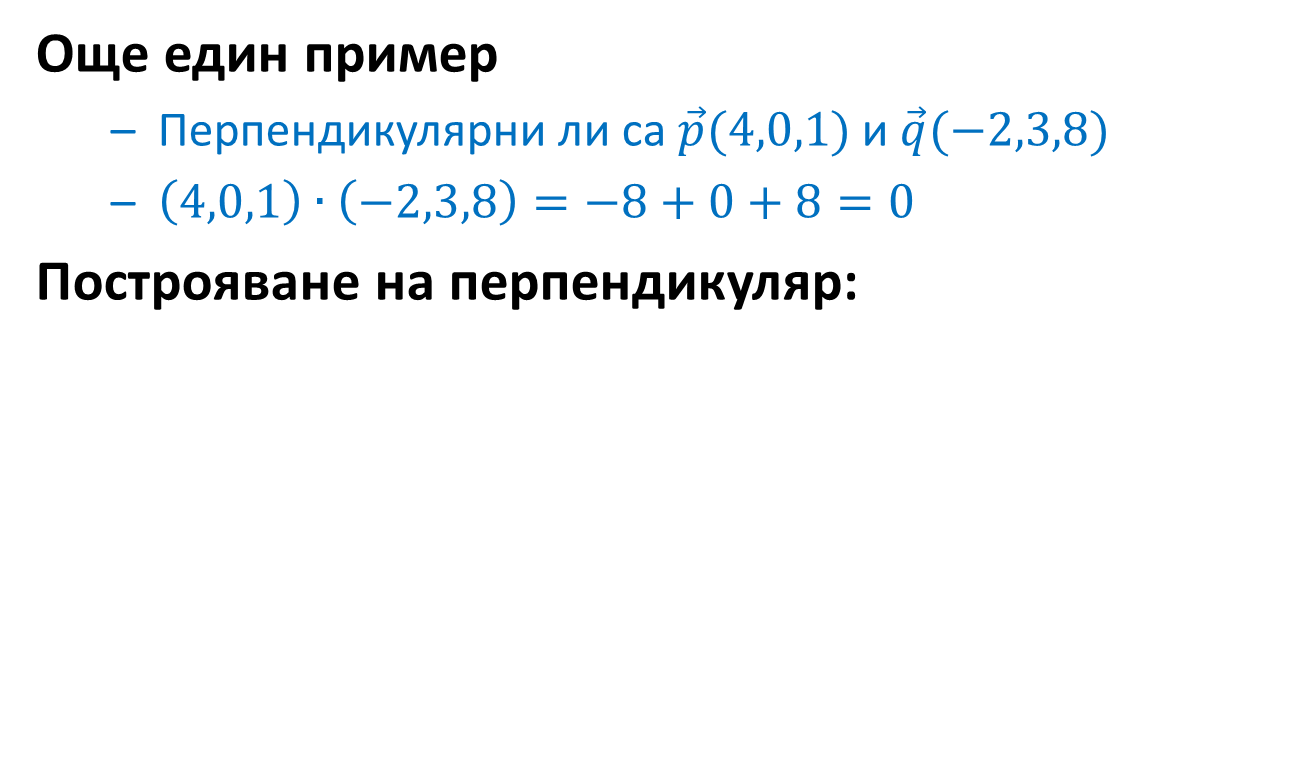 Още един пример
– Перпендикулярни ли са p⃗(4,0,1) и q⃗(−2,3,8)
– (4,0,1) · (−2,3,8) = −8 + 0 + 8 = 0
Построяване на перпендикуляр: